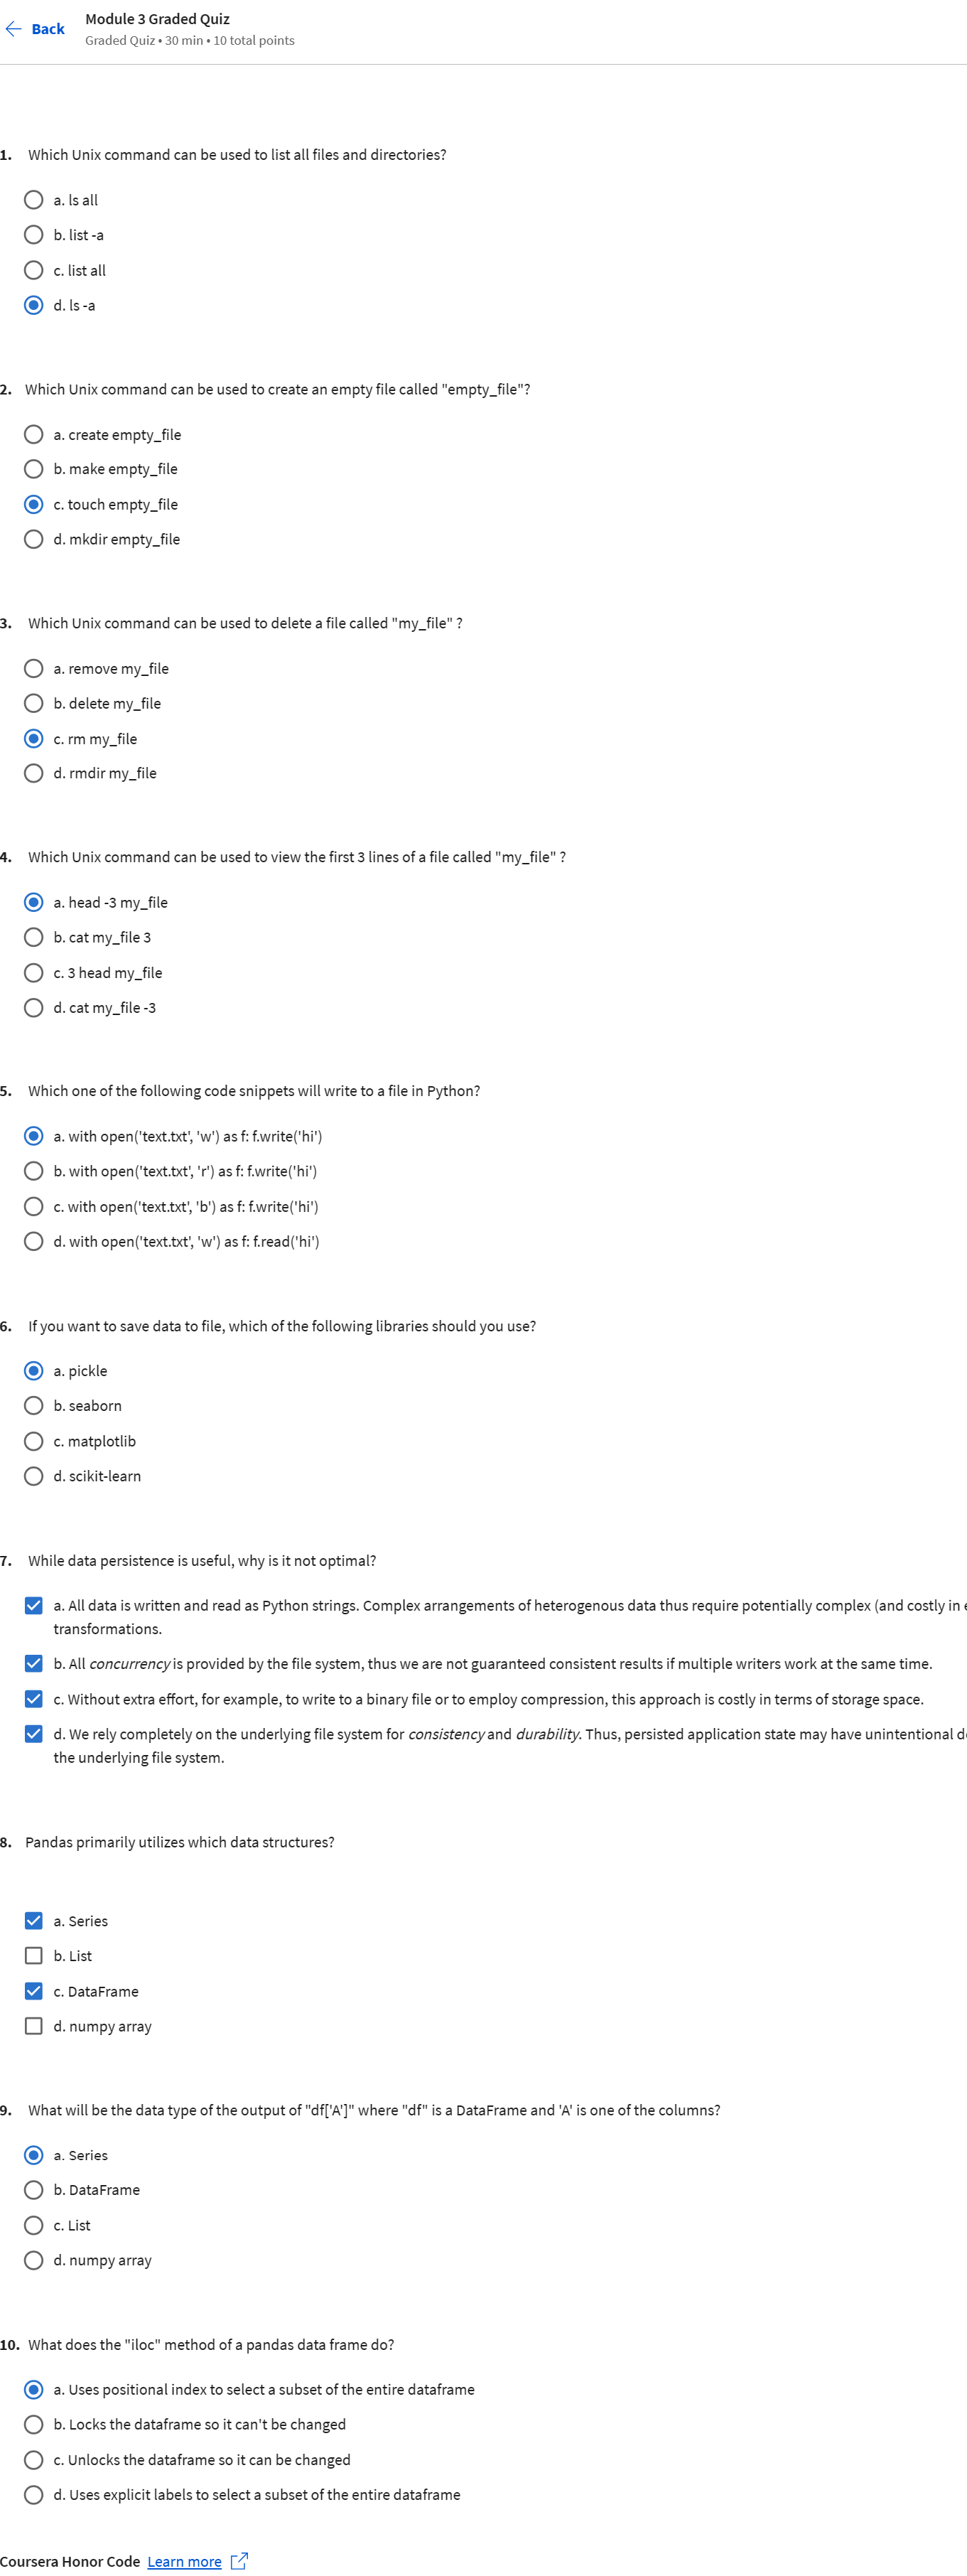 Back
Module 3 Graded Quiz
Graded Quiz • 30 min • 10 total points
1. Which Unix command can be used to list all files and directories?
a. ls all
b. list -a
c. list all
d. ls -a
2. Which Unix command can be used to create an empty file called "empty_file"?
a. create empty_file
b. make empty_file
c. touch empty_file
d. mkdir empty_file
3. Which Unix command can be used to delete a file called "my_file" ?
a. remove my_file
b. delete my_file
c. rm my_file
d. rmdir my_file
4. Which Unix command can be used to view the first 3 lines of a file called "my_file" ?
a. head -3 my_file
b. cat my_file 3
c. 3 head my_file
d. cat my_file -3
5. Which one of the following code snippets will write to a file in Python?
a. with open('text.txt', 'w') as f: f.write('hi')
b. with open('text.txt', 'r') as f: f.write('hi')
c. with open('text.txt', 'b') as f: f.write('hi')
d. with open('text.txt', 'w') as f: f.read('hi')
6. If you want to save data to file, which of the following libraries should you use?
a. pickle
b. seaborn
c. matplotlib
d. scikit-learn
7. While data persistence is useful, why is it not optimal?
a. All data is written and read as Python strings. Complex arrangements of heterogenous data thus require potentially complex (and costly in
transformations.
b. All concurrency is provided by the file system, thus we are not guaranteed consistent results if multiple writers work at the same time.
c. Without extra effort, for example, to write to a binary file or to employ compression, this approach is costly in terms of storage space.
d. We rely completely on the underlying file system for consistency and durability. Thus, persisted application state may have unintentional
the underlying file system.
8. Pandas primarily utilizes which data structures?
a. Series
b. List
c. DataFrame
d. numpy array
9. What will be the data type of the output of "df['A']" where "df" is a DataFrame and 'A' is one of the columns?
a. Series
b. DataFrame
c. List
d. numpy array
10. What does the "iloc" method of a pandas data frame do?
a. Uses positional index to select a subset of the entire dataframe
b. Locks the dataframe so it can't be changed
c. Unlocks the dataframe so it can be changed
d. Uses explicit labels to select a subset of the entire dataframe
Coursera Honor Code Learn more